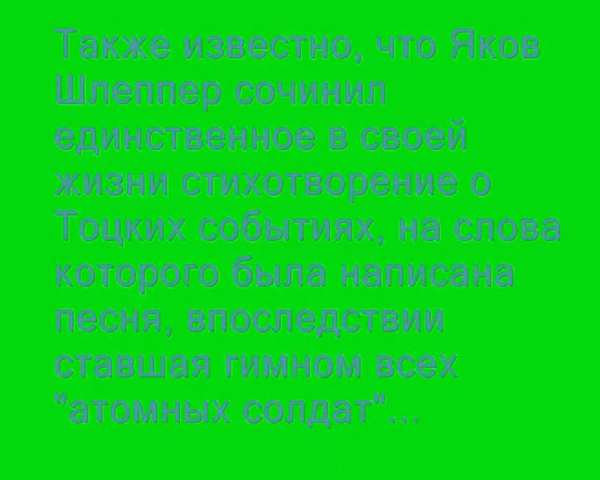 Также известно, что Яков
Шлеппер сочинил
единственное в своей
жизни стихотворение о
Тоцких событиях, на слова
которого была написана
песня, впоследствии
ставшая гимном всех
"атомных солдат"...